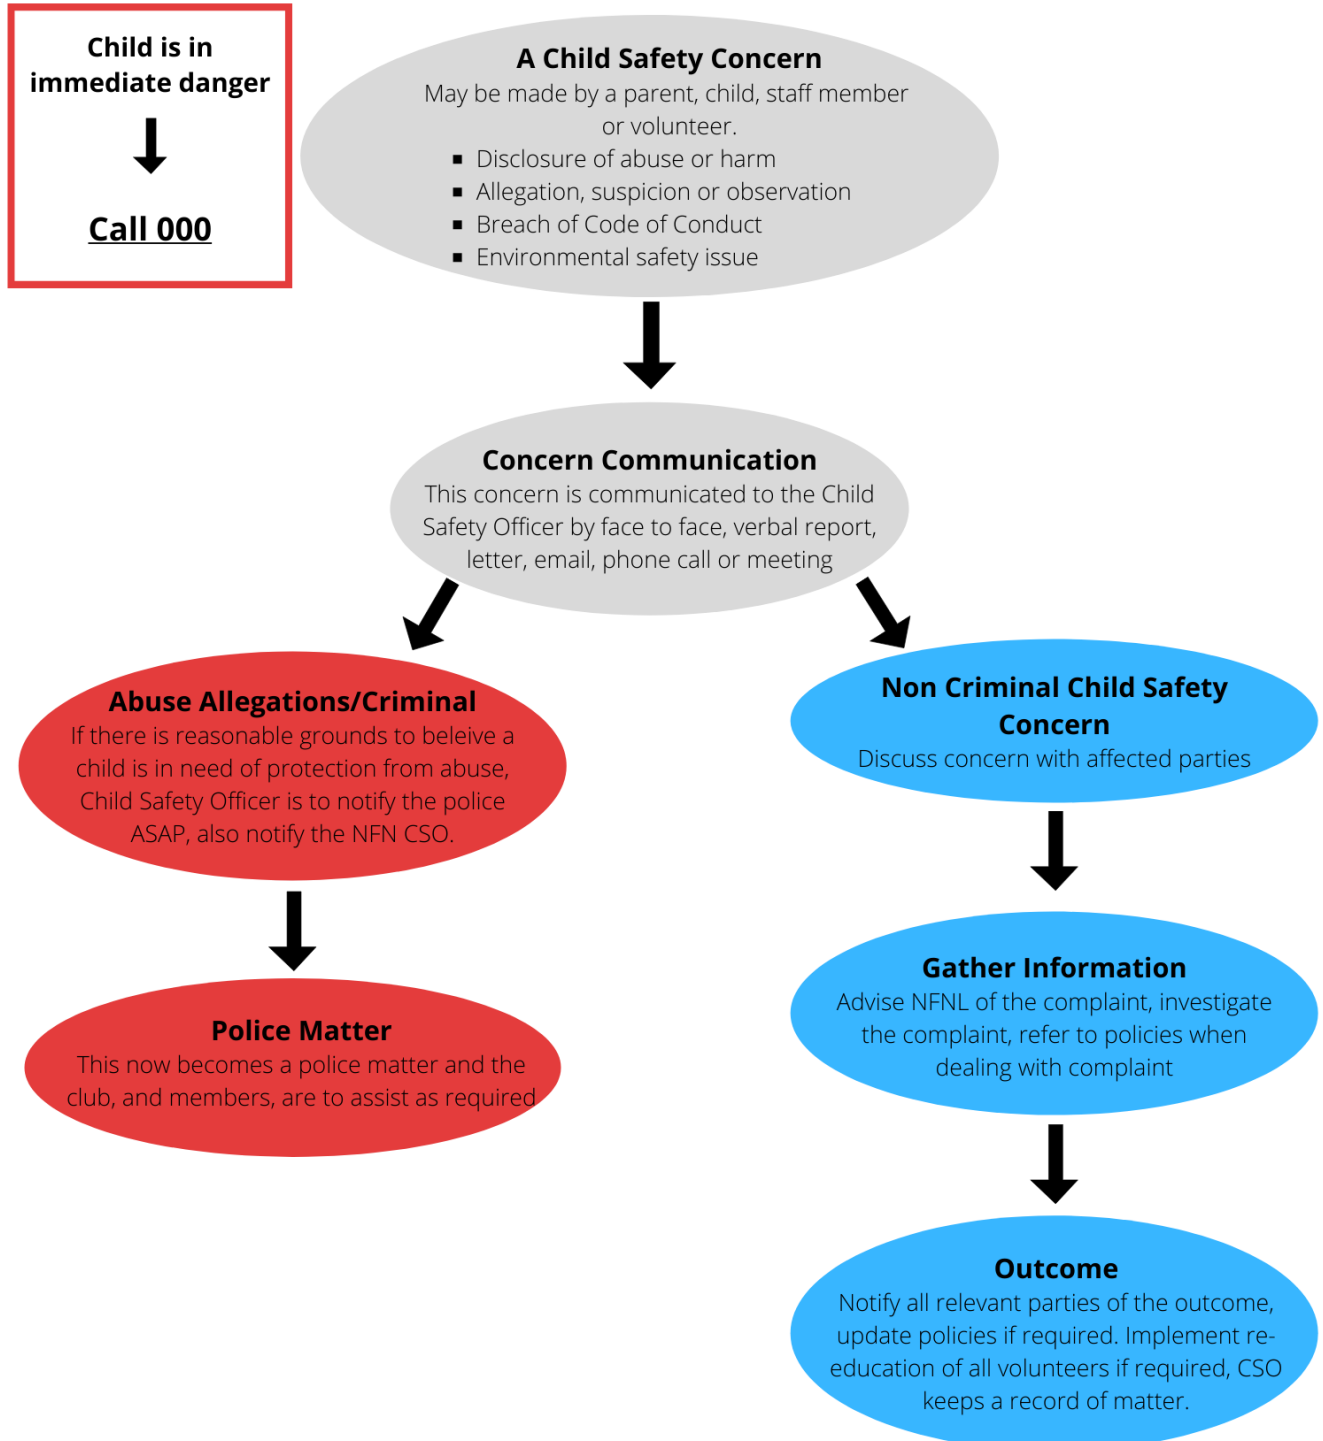 Child is in
immediate danger
Call 000
A Child Safety Concern
May be made by a parent, child, staff member
or volunteer.
▪ Disclosure of abuse or harm
▪ Allegation, suspicion or observation
▪ Breach of Code of Conduct
▪ Environmental safety issue
Concern Communication
This concern is communicated to the Child
Safety Officer by face to face, verbal report,
letter, email, phone call or meeting
Abuse Allegations/Criminal
If there is reasonable grounds to beleive a
child is in need of protection from abuse,
Child Safety Officer is to notify the police
ASAP, also notify the NFN CSO.
Police Matter
This now becomes a police matter and the
club, and members, are to assist as required
Non Criminal Child Safety
Concern
Discuss concern with affected parties
Gather Information
Advise NFNL of the complaint, investigate
the complaint, refer to policies when
dealing with complaint
Outcome
Notify all relevant parties of the outcome,
update policies if required. Implement re-
education of all volunteers if required, CSO
keeps a record of matter.